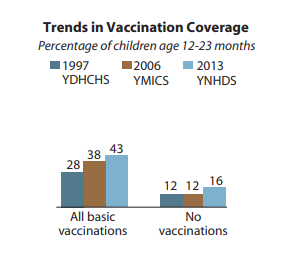 Trends in Vaccination Coverage
Percentage of children age 12-23 months
1997 2006 2013
YDHCHS YMICS YNHDS
28 38 43
12 12 16
All basic No
vaccinations vaccinations